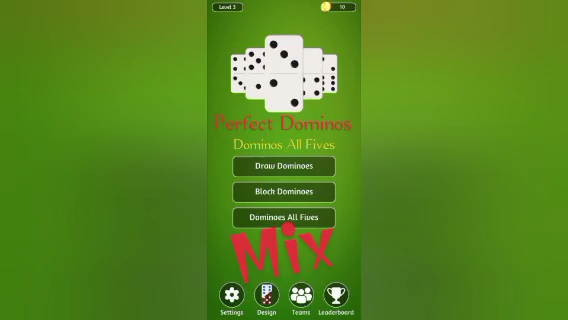 Level 3
10
Perfect Dominos
Dominos All Fives
Draw Dominoes
Block Dominoes
Dominoes All Fives
Mix
Settings
Design
Teams
Leaderboard